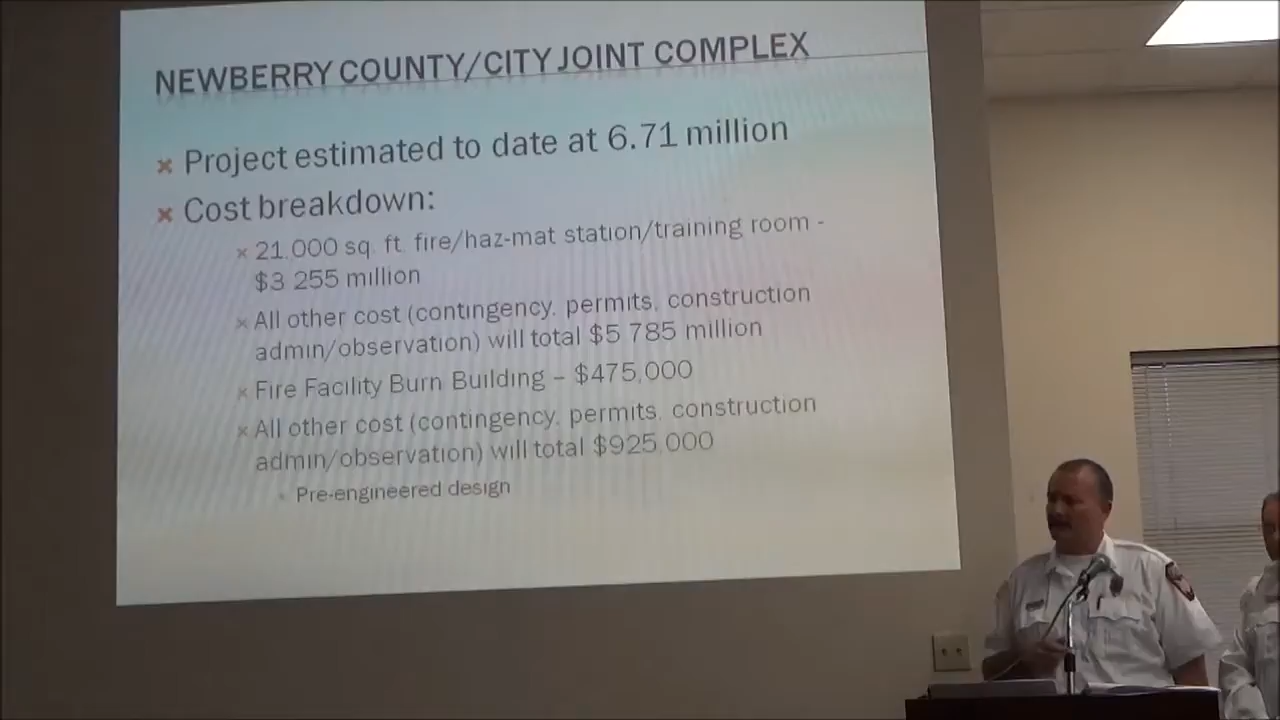 NEWBERRY COUNTY/CITY JOINT COMPLEX
Project estimated to date at 6.71 million
Cost breakdown:
21,000 sq. ft. fire/haz-mat station/training room -
$3.255 million
All other cost (contingency, permits, construction
admin/observation) will total $5.785 million
Fire Facility Burn Building – $475,000
All other cost (contingency, permits, construction
admin/observation) will total $925,000
Pre-engineered design